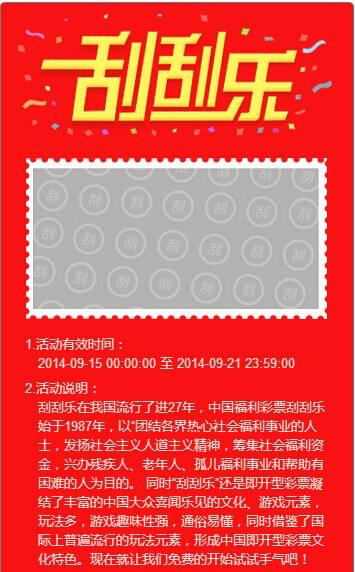 刮刮乐
1.活动有效时间：
2014-09-15 00:00:00 至 2014-09-21 23:59:00
2.活动说明：
刮刮乐在我国流行了进27年，中国福利彩票刮刮乐
始于1987年，以“团结各界热心社会福利事业的人
士，发扬社会主义人道主义精神，筹集社会福利资
金，兴办残疾人、老年人、孤儿福利事业和帮助有
困难的人为目的。 同时“刮刮乐”还是即开型彩票凝
结了丰富的中国大众喜闻乐见的文化、游戏元素，
玩法多，游戏趣味性强，通俗易懂，同时借鉴了国
际上普遍流行的玩法元素，形成中国即开型彩票文
化特色。现在就让我们免费的开始试试手气吧！